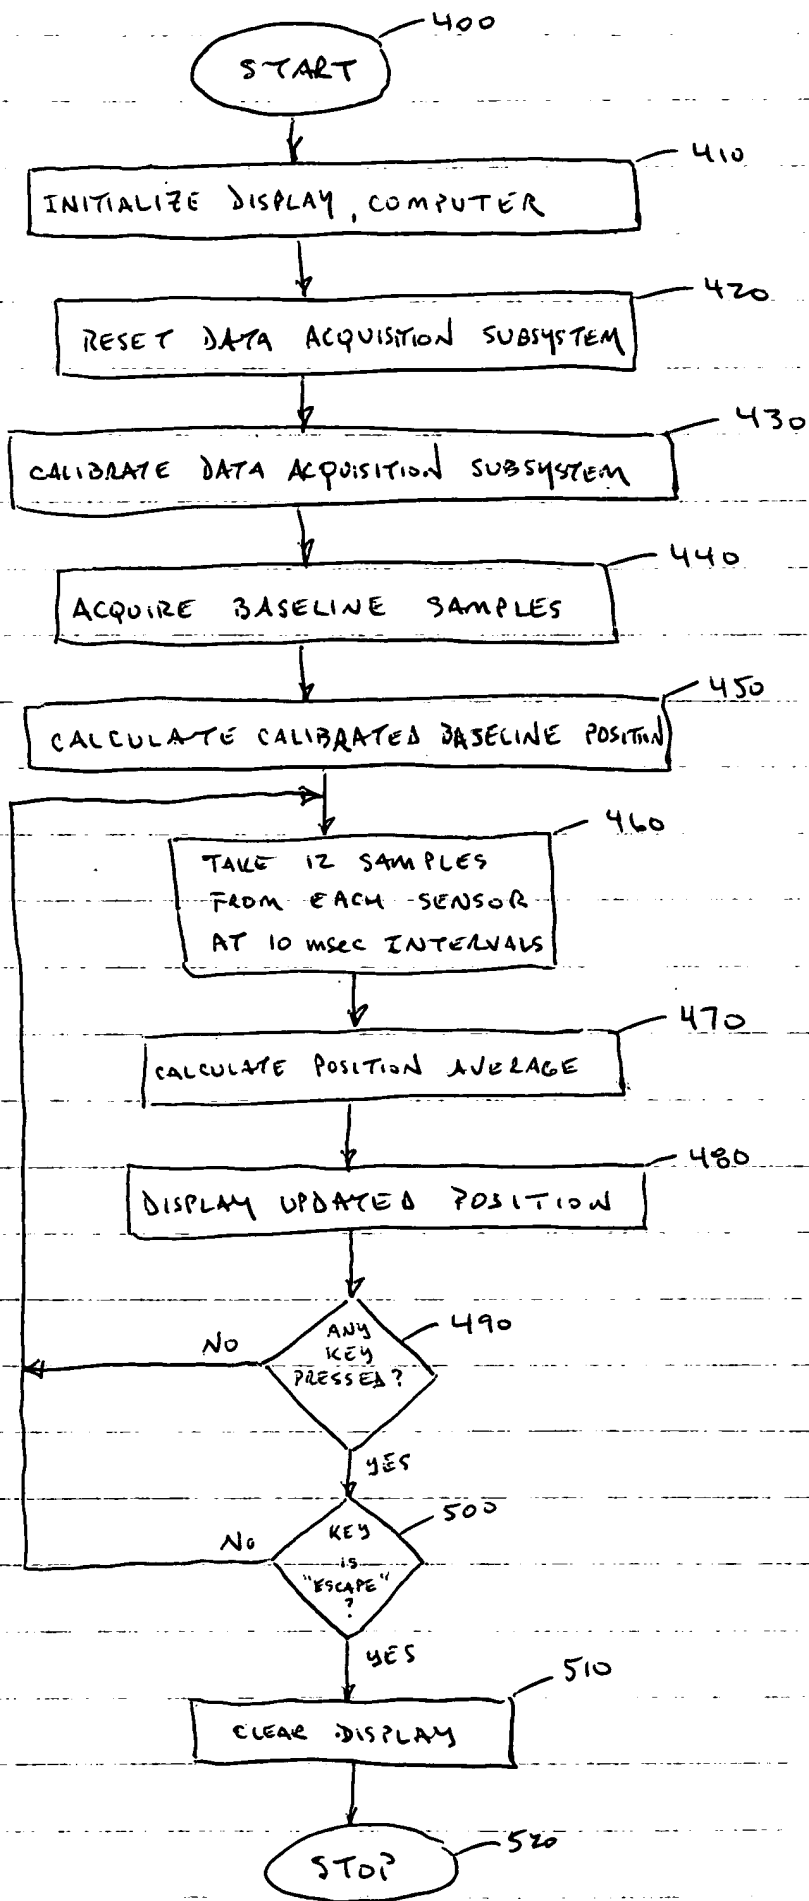 400
START
410
INITIALIZE DISPLAY, COMPUTER
420
RESET DATA ACQUISITION SUBSYSTEM
430
CALIBRATE DATA ACQUISITION SUBSYSTEM
440
ACQUIRE BASELINE SAMPLES
450
CALCULATE CALIBRATED BASELINE POSITION
460
TAKE 12 SAMPLES
FROM EACH SENSOR
AT 10 msec INTERVALS
470
CALCULATE POSITION AVERAGE
480
DISPLAY UPDATED POSITION
490
ANY
KEY
PRESSED?
NO
YES
500
KEY
is
"ESCAPE"
?
No
YES
510
CLEAR DISPLAY
520
STOP